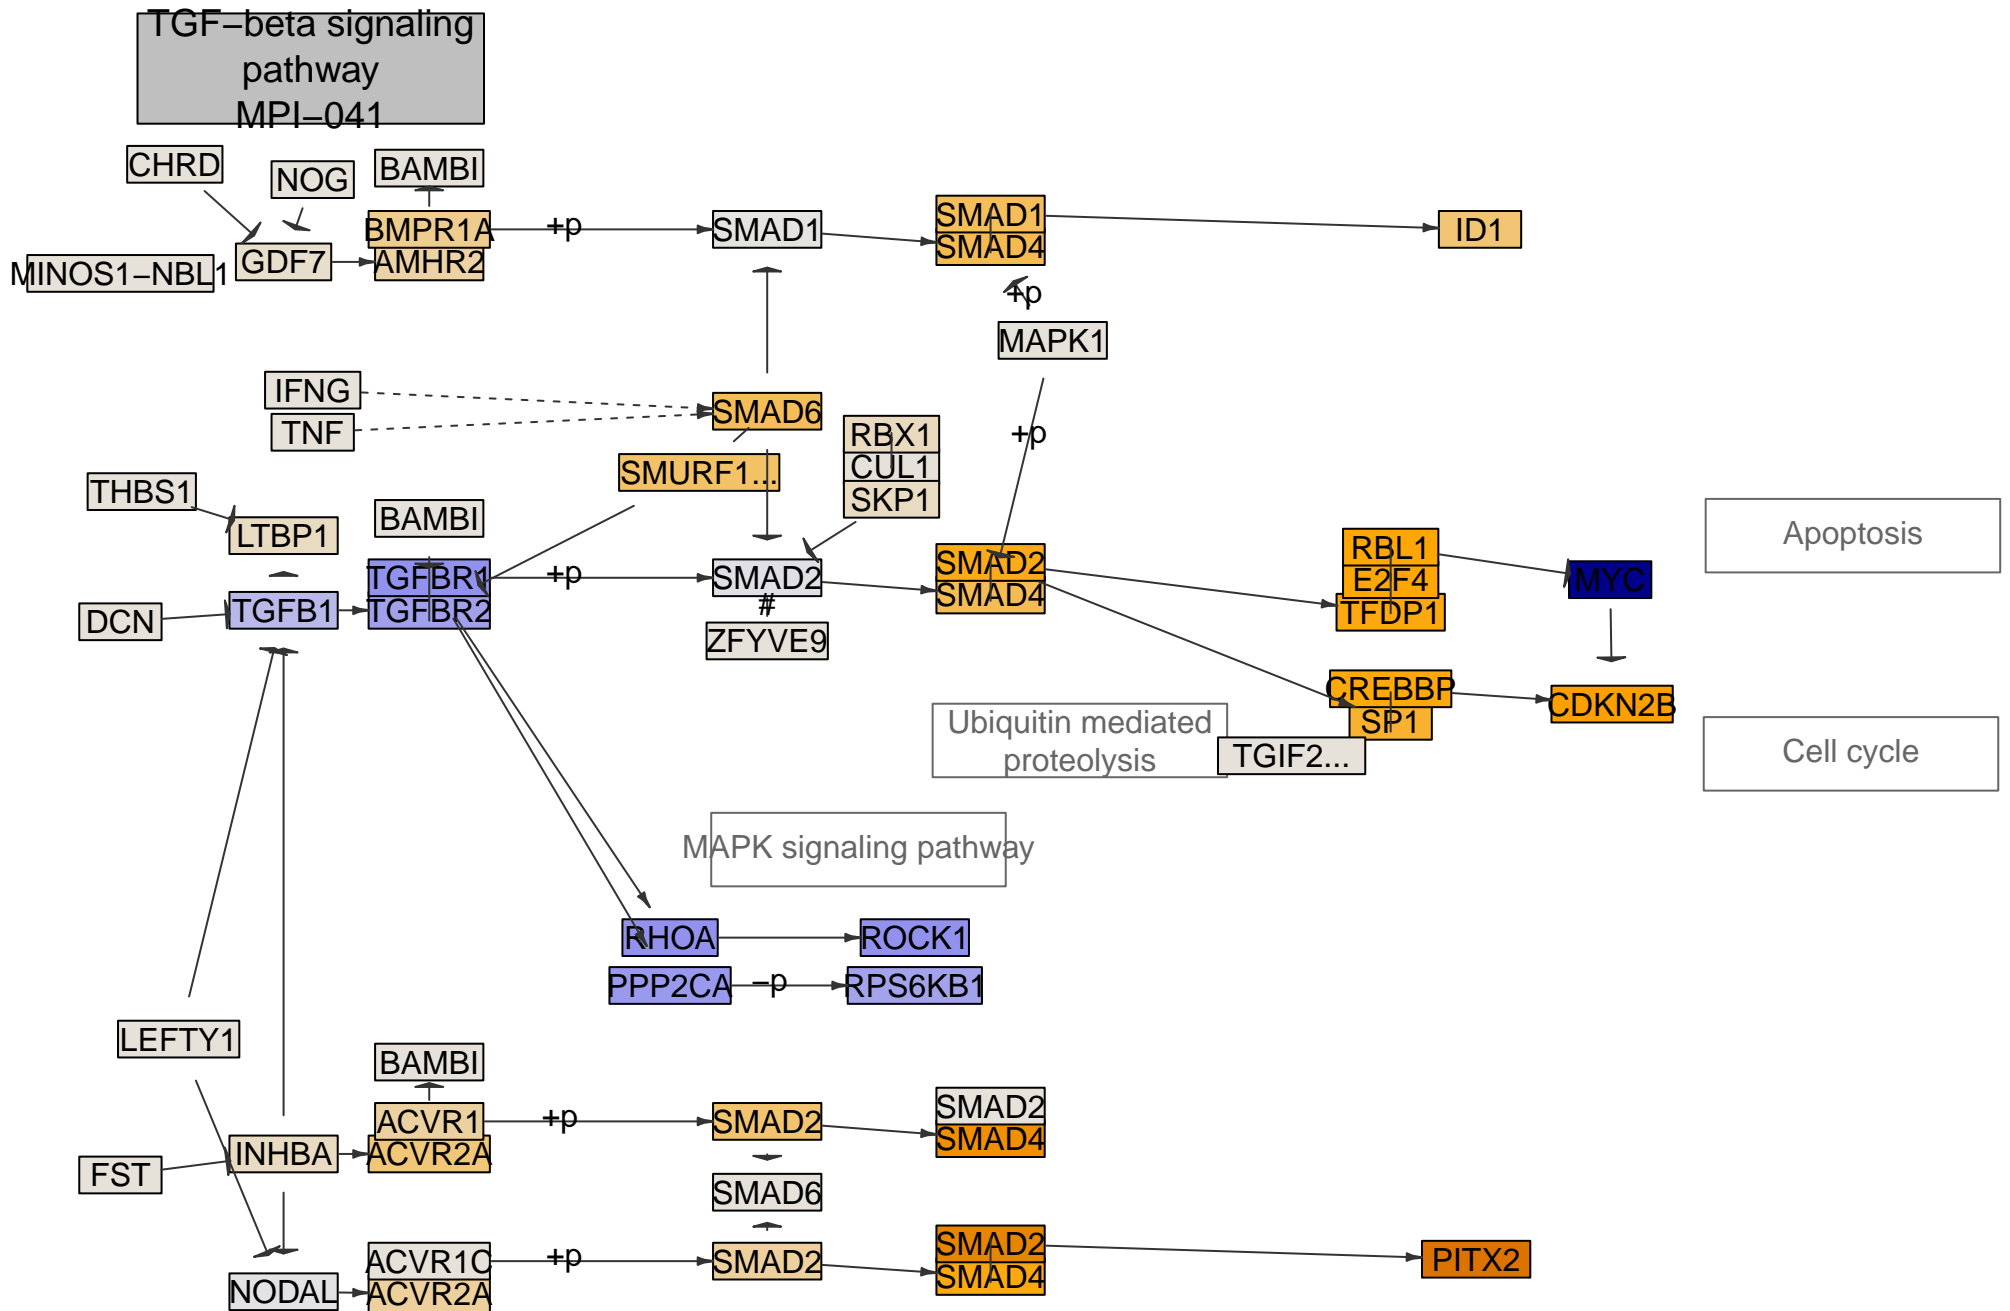 TGF−beta signaling
pathway
MPI−041
CHRD
NOG
BAMBI
BMPR1A
+p
SMAD1
SMAD1
SMAD4
ID1
MINOS1−NBL1
GDF7
AMHR2
+p
MAPK1
IFNG
TNF
SMAD6
RBX1
CUL1
SKP1
+p
SMURF1...
THBS1
LTBP1
BAMBI
TGFBR1
TGFBR2
+p
SMAD2
#
ZFYVE9
SMAD2
SMAD4
RBL1
E2F4
TFDP1
MYC
Apoptosis
DCN
TGFB1
CREBBP
SP1
CDKN2B
Ubiquitin mediated
proteolysis
TGIF2...
Cell cycle
MAPK signaling pathway
RHOA
ROCK1
PPP2CA
−p
RPS6KB1
LEFTY1
BAMBI
ACVR1
ACVR2A
+p
SMAD2
SMAD2
SMAD4
FST
INHBA
SMAD6
ACVR1C
ACVR2A
+p
SMAD2
SMAD2
SMAD4
PITX2
NODAL